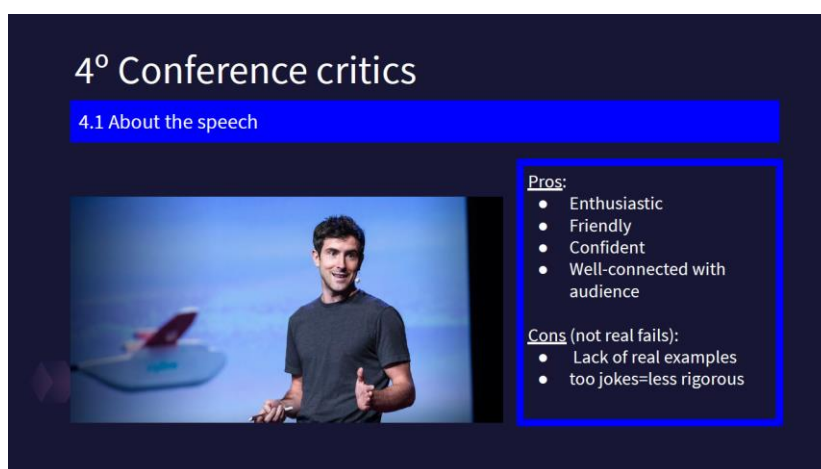 4º Conference critics
4.1 About the speech
Pros:
● Enthusiastic
● Friendly
● Confident
● Well-connected with
audience
Cons (not real fails):
● Lack of real examples
● too jokes=less rigorous